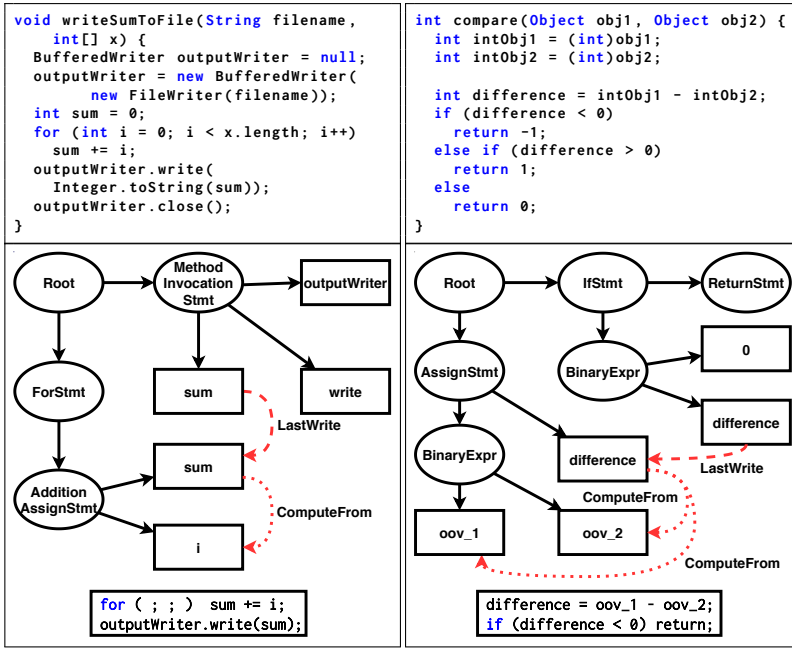 void writeSumToFile(String filename,
int[] x) {
BufferedWriter outputWriter = null;
outputWriter = new BufferedWriter(
new FileWriter(filename));
int sum = 0;
for (int i = 0; i < x.length; i++)
sum += i;
outputWriter.write(
Integer.toString(sum));
outputWriter.close();
}
int compare(Object obj1, Object obj2) {
int intObj1 = (int)obj1;
int intObj2 = (int)obj2;
int difference = intObj1 - intObj2;
if (difference < 0)
return -1;
else if (difference > 0)
return 1;
else
return 0;
}
Root
Method
Invocation
Stmt
outputWriter
ForStmt
sum
write
LastWrite
sum
Addition
AssignStmt
ComputeFrom
i
for ( ; ; )  sum += i;
outputWriter.write(sum);
Root
IfStmt
ReturnStmt
AssignStmt
BinaryExpr
0
difference
BinaryExpr
difference
LastWrite
ComputeFrom
oov_1
oov_2
ComputeFrom
difference = oov_1 - oov_2;
if (difference < 0) return;